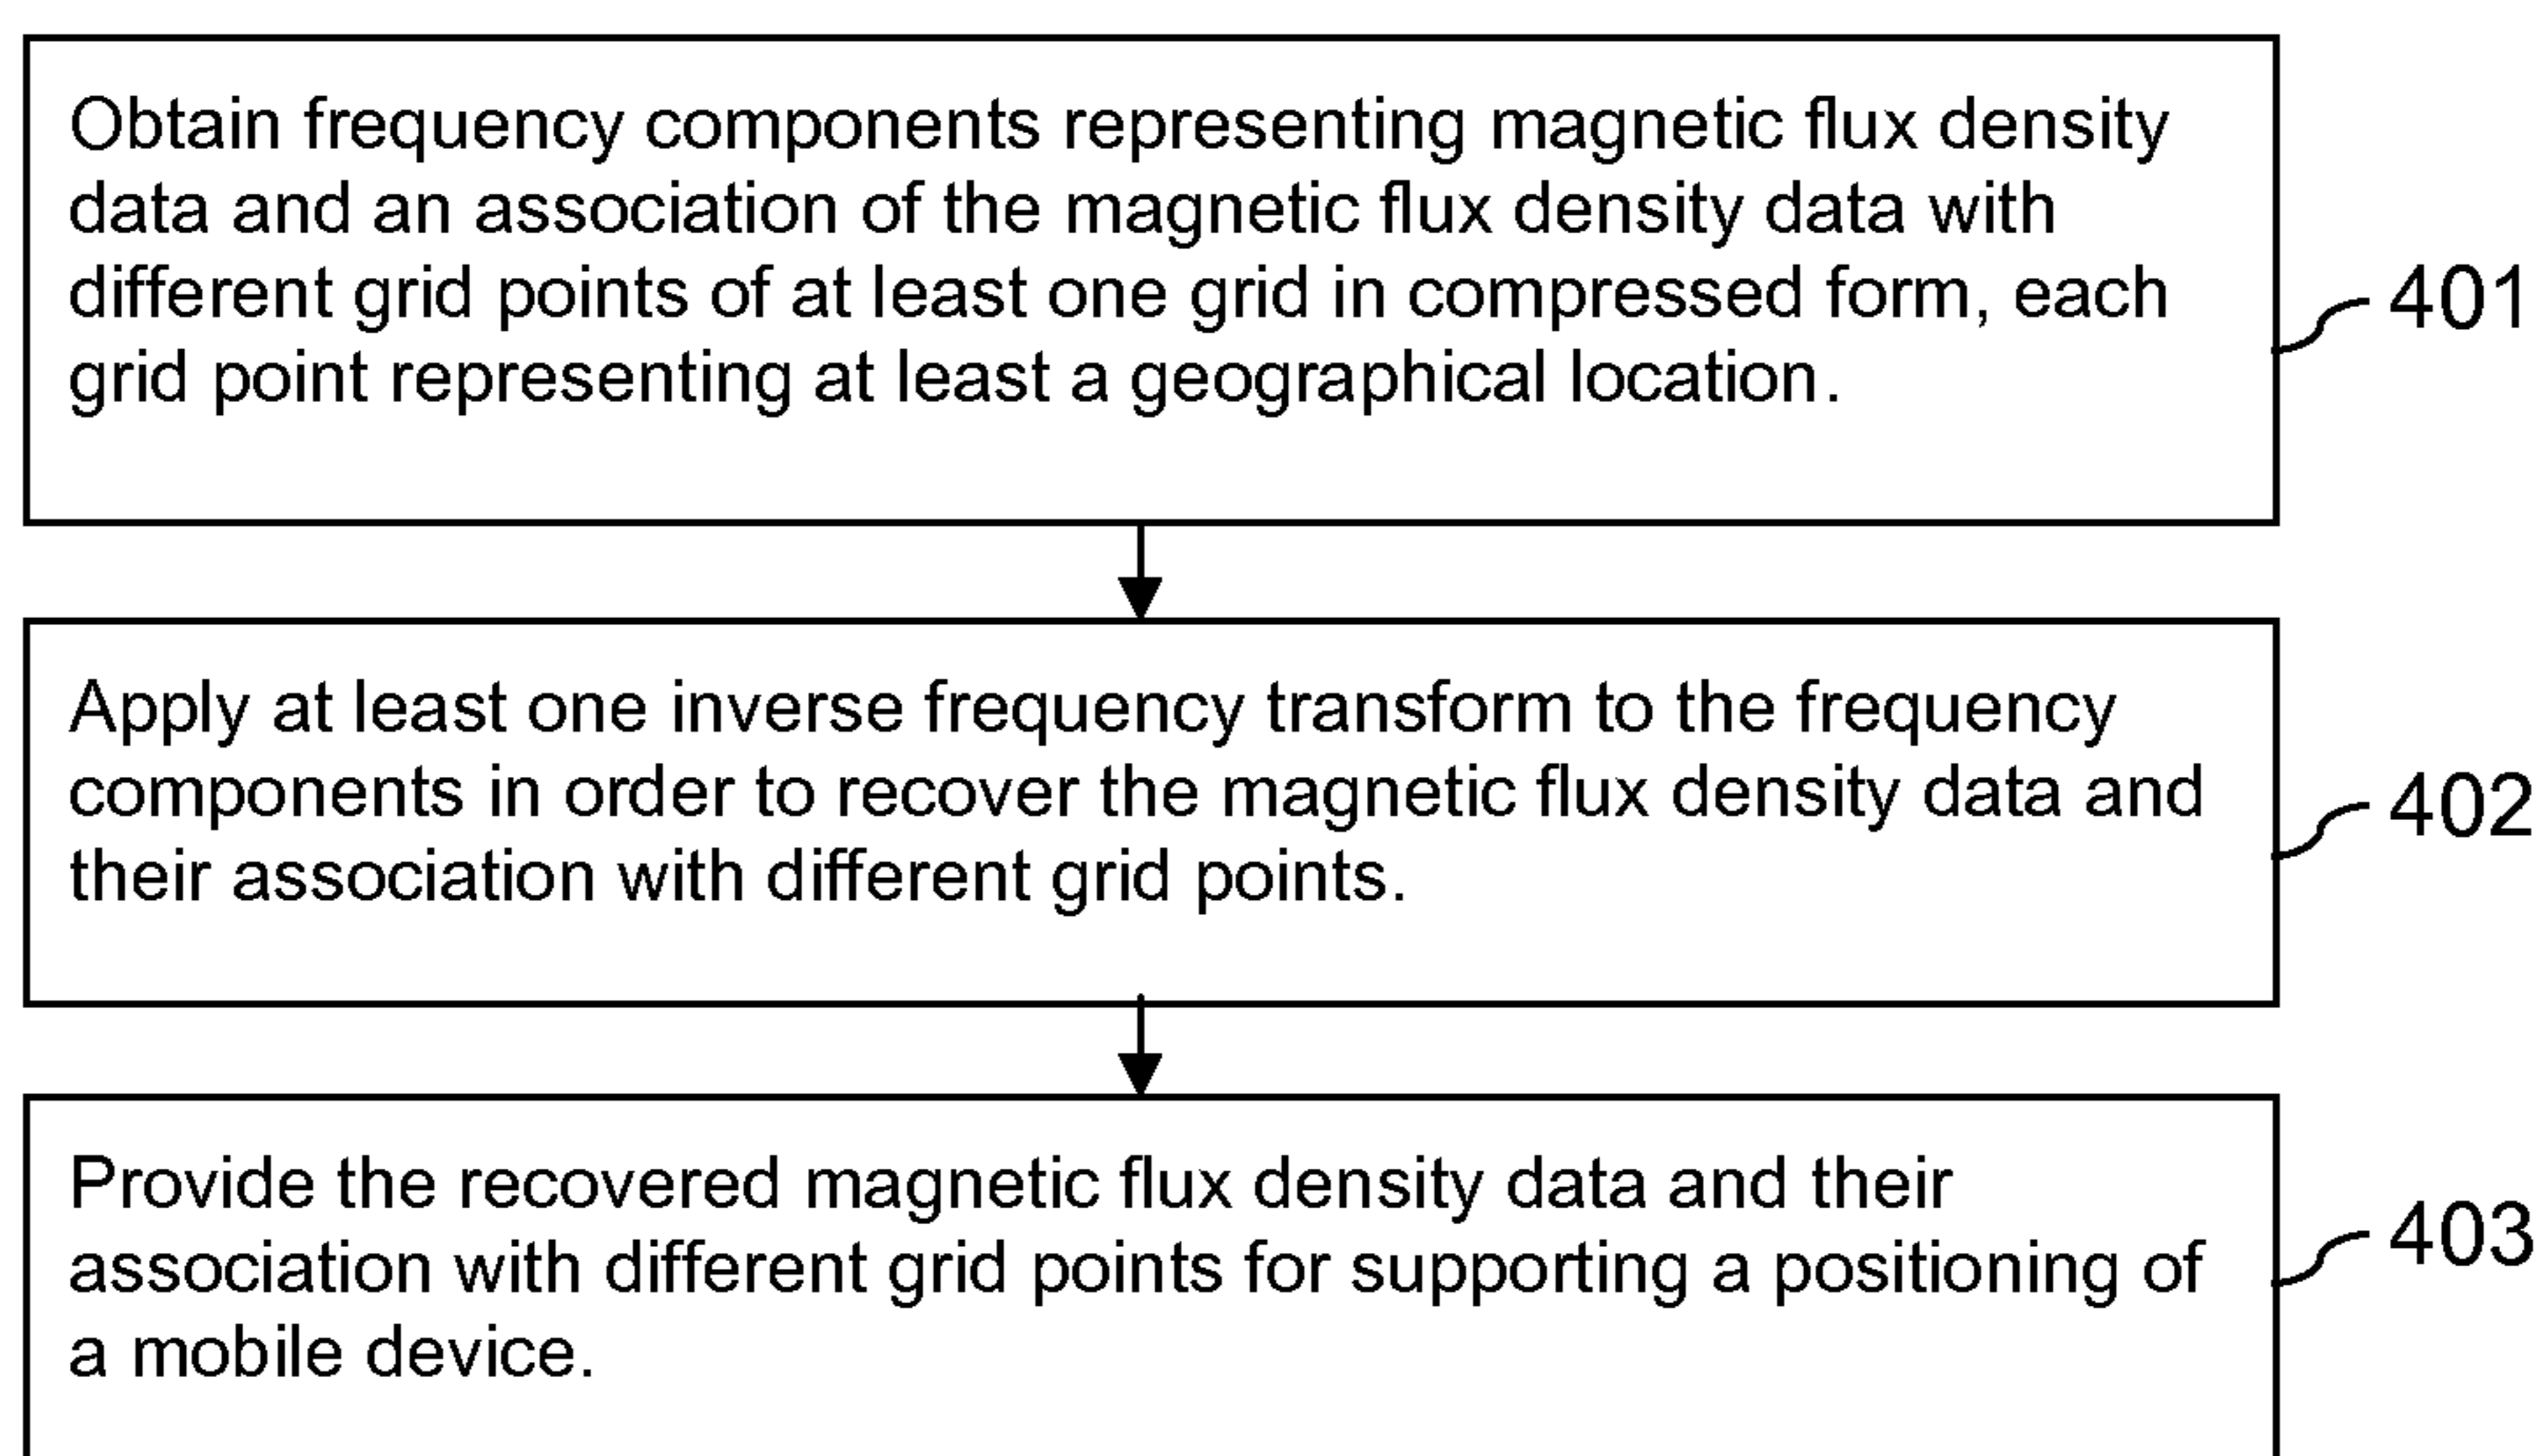 Obtain frequency components representing magnetic flux density
data and an association of the magnetic flux density data with
different grid points of at least one grid in compressed form, each
grid point representing at least a geographical location.
401
Apply at least one inverse frequency transform to the frequency
components in order to recover the magnetic flux density data and
their association with different grid points.
402
Provide the recovered magnetic flux density data and their
association with different grid points for supporting a positioning of
a mobile device.
403